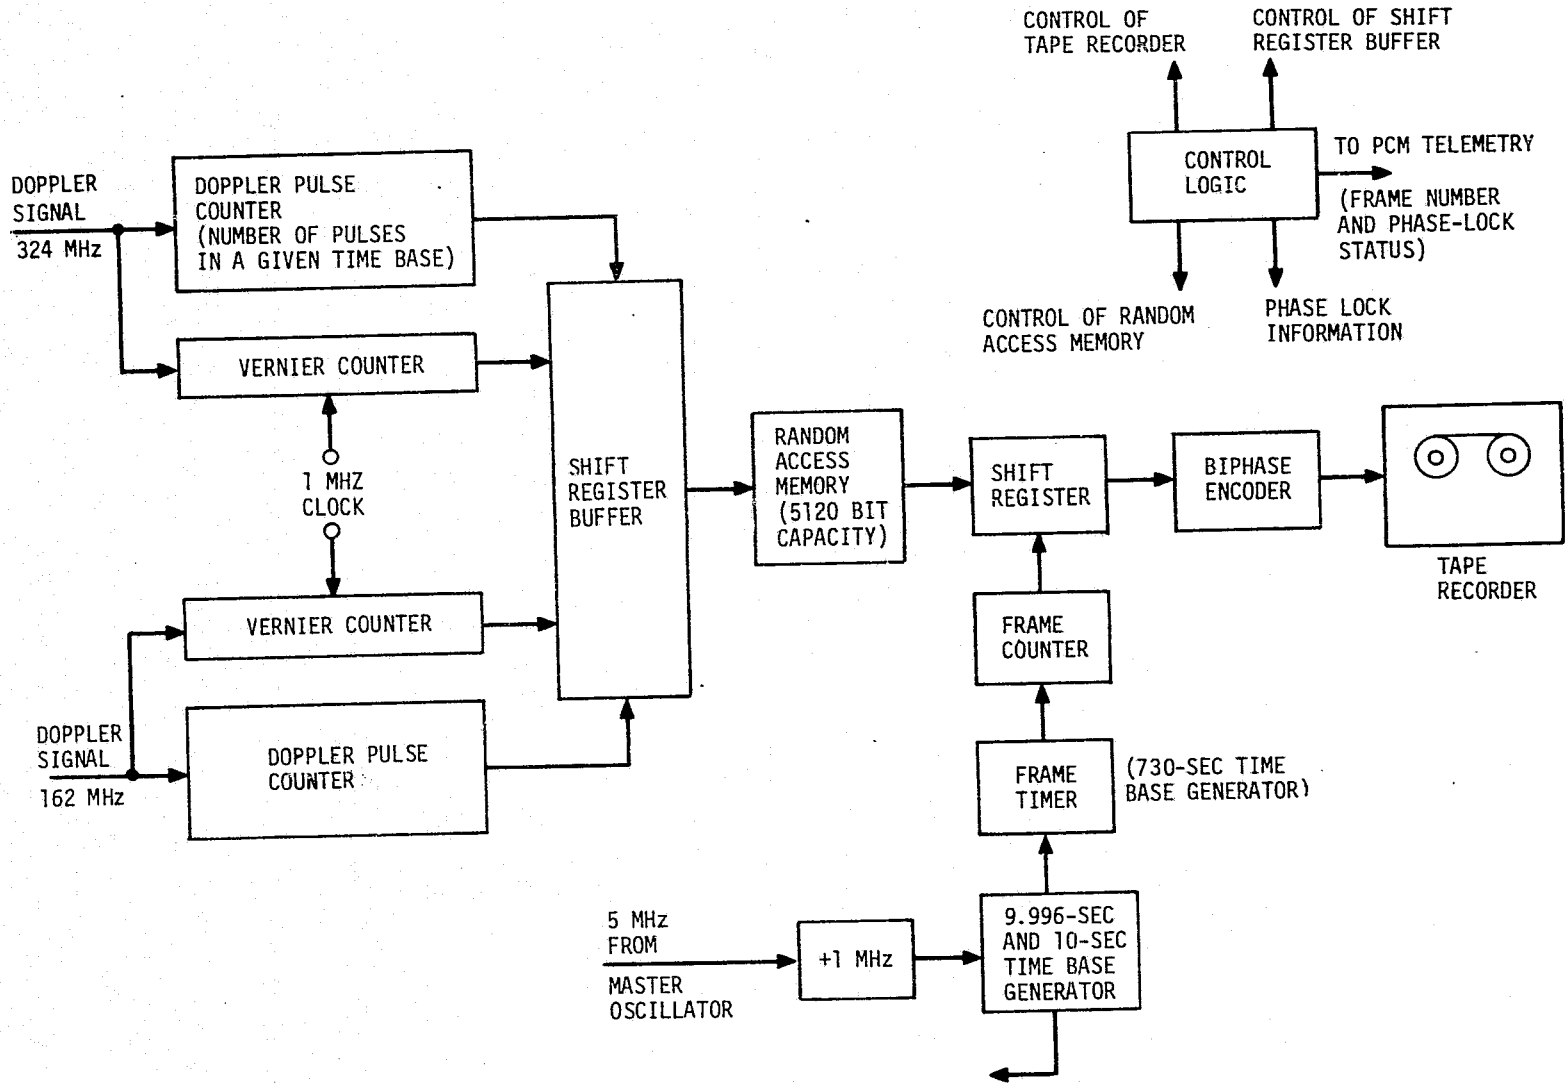 CONTROL OF
TAPE RECORDER
CONTROL OF SHIFT
REGISTER BUFFER
CONTROL
LOGIC
TO PCM TELEMETRY
(FRAME NUMBER
AND PHASE-LOCK
STATUS)
CONTROL OF RANDOM
ACCESS MEMORY
PHASE LOCK
INFORMATION
DOPPLER
SIGNAL
324 MHz
DOPPLER PULSE
COUNTER
(NUMBER OF PULSES
IN A GIVEN TIME BASE)
VERNIER COUNTER
1 MHZ
CLOCK
VERNIER COUNTER
DOPPLER
SIGNAL
162 MHz
DOPPLER PULSE
COUNTER
SHIFT
REGISTER
BUFFER
RANDOM
ACCESS
MEMORY
(5120 BIT
CAPACITY)
SHIFT
REGISTER
BIPHASE
ENCODER
TAPE
RECORDER
FRAME
COUNTER
FRAME
TIMER
(730-SEC TIME
BASE GENERATOR)
5 MHz
FROM
MASTER
OSCILLATOR
+1 MHz
9.996-SEC
AND 10-SEC
TIME BASE
GENERATOR